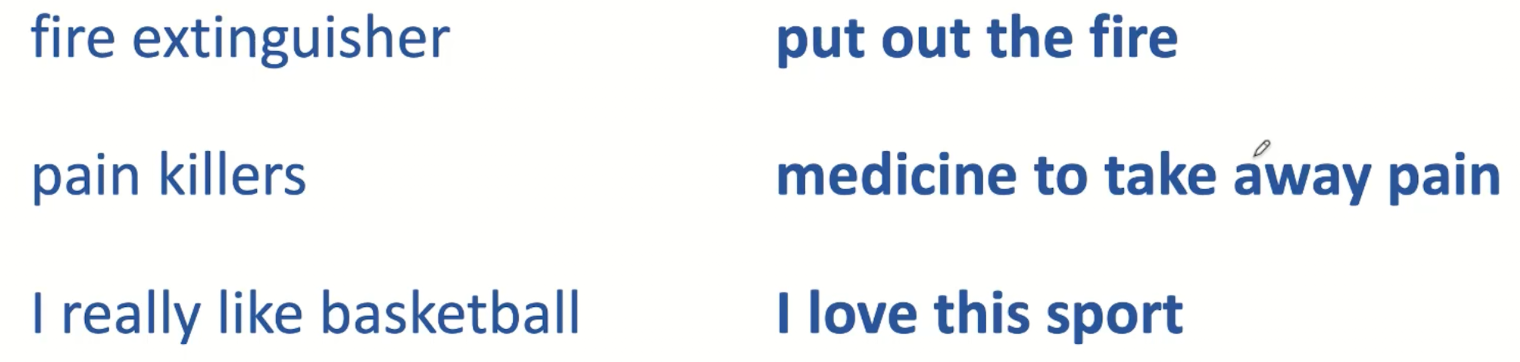 fire extinguisher put out the fire
pain killers medicine to take away pain
I really like basketball I love this sport